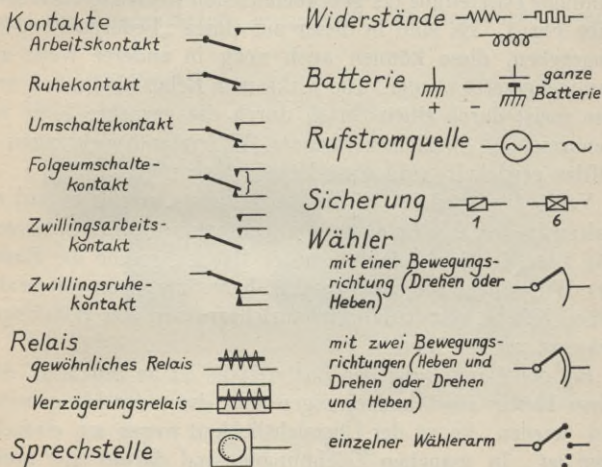 Kontakte
Arbeitskontakt
Ruhekontakt
Umschaltekontakt
Folgeumschalte-
kontakt
Zwillingsarbeits-
kontakt
Zwillingsruhe-
kontakt
Relais
gewöhnliches Relais
Verzögerungsrelais
Sprechstelle
Widerstände
Batterie
+ -
ganze
Batterie
Rufstromquelle
Sicherung
1 6
Wähler
mit einer Bewegungs-
richtung (Drehen oder
Heben)
mit zwei Bewegungs-
richtungen (Heben und
Drehen oder Drehen
und Heben)
einzelner Wählerarm